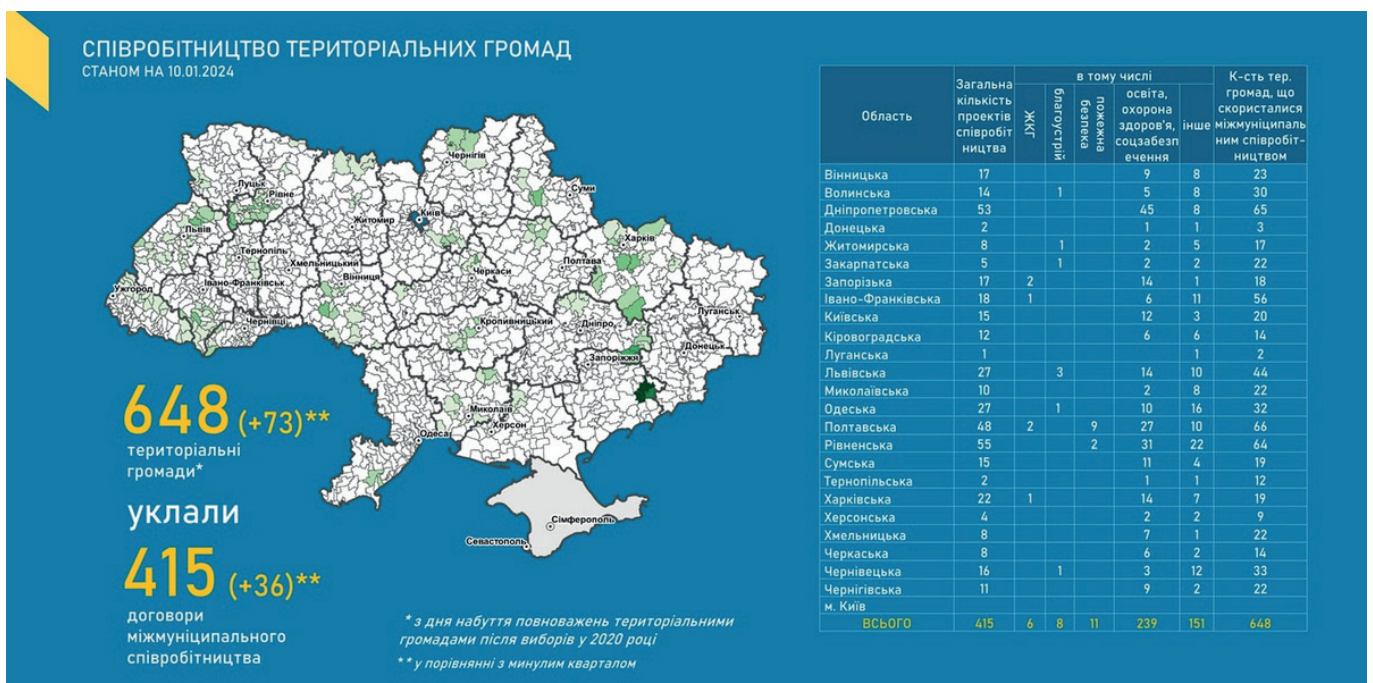 СПІВРОБІТНИЦТВО ТЕРИТОРІАЛЬНИХ ГРОМАД
СТАНОМ НА 10.01.2024
Чернігів
Луцьк
Рівне
Суми
Київ
Житомир
Львів
Харків
Тернопіль
Хмельницький
Полтава
Вінниця
Черкаси
Ужгород
Івано-Франківськ
Луганськ
Чернівці
Кропивницький
Дніпро
Донецьк
Запоріжжя
Миколаїв
Херсон
Одеса
Сімферополь
Севастополь
648 (+73)**
територіальні
громади*
уклали
415 (+36)**
договори
міжмуніципального
співробітництва
* з дня набуття повноважень територіальними
громадами після виборів у 2020 році
** у порівнянні з минулим кварталом
Область
Загальна
кількість
проектів
співробіт
ництва
в тому числі
ЖКГ
благоустрій
пожежна
безпека
освіта,
охорона
здоров'я,
соцзабезп
ечення
інше
К-сть тер.
громад, що
скористалися
міжмуніципаль
ним співробіт-
ництвом
Вінницька 17 9 8 23
Волинська 14 1 5 8 30
Дніпропетровська 53 45 8 65
Донецька 2 1 1 3
Житомирська 8 1 2 5 17
Закарпатська 5 1 2 2 22
Запорізька 17 2 14 1 18
Івано-Франківська 18 1 6 11 56
Київська 15 12 3 20
Кіровоградська 12 6 6 14
Луганська 1 1 2
Львівська 27 3 14 10 44
Миколаївська 10 2 8 22
Одеська 27 1 10 16 32
Полтавська 48 2 9 27 10 66
Рівненська 55 2 31 22 64
Сумська 15 11 4 19
Тернопільська 2 1 1 12
Харківська 22 1 14 7 19
Херсонська 4 2 2 9
Хмельницька 8 7 1 22
Черкаська 8 6 2 14
Чернівецька 16 1 3 12 33
Чернігівська 11 9 2 22
м. Київ
ВСЬОГО 415 6 8 11 239 151 648